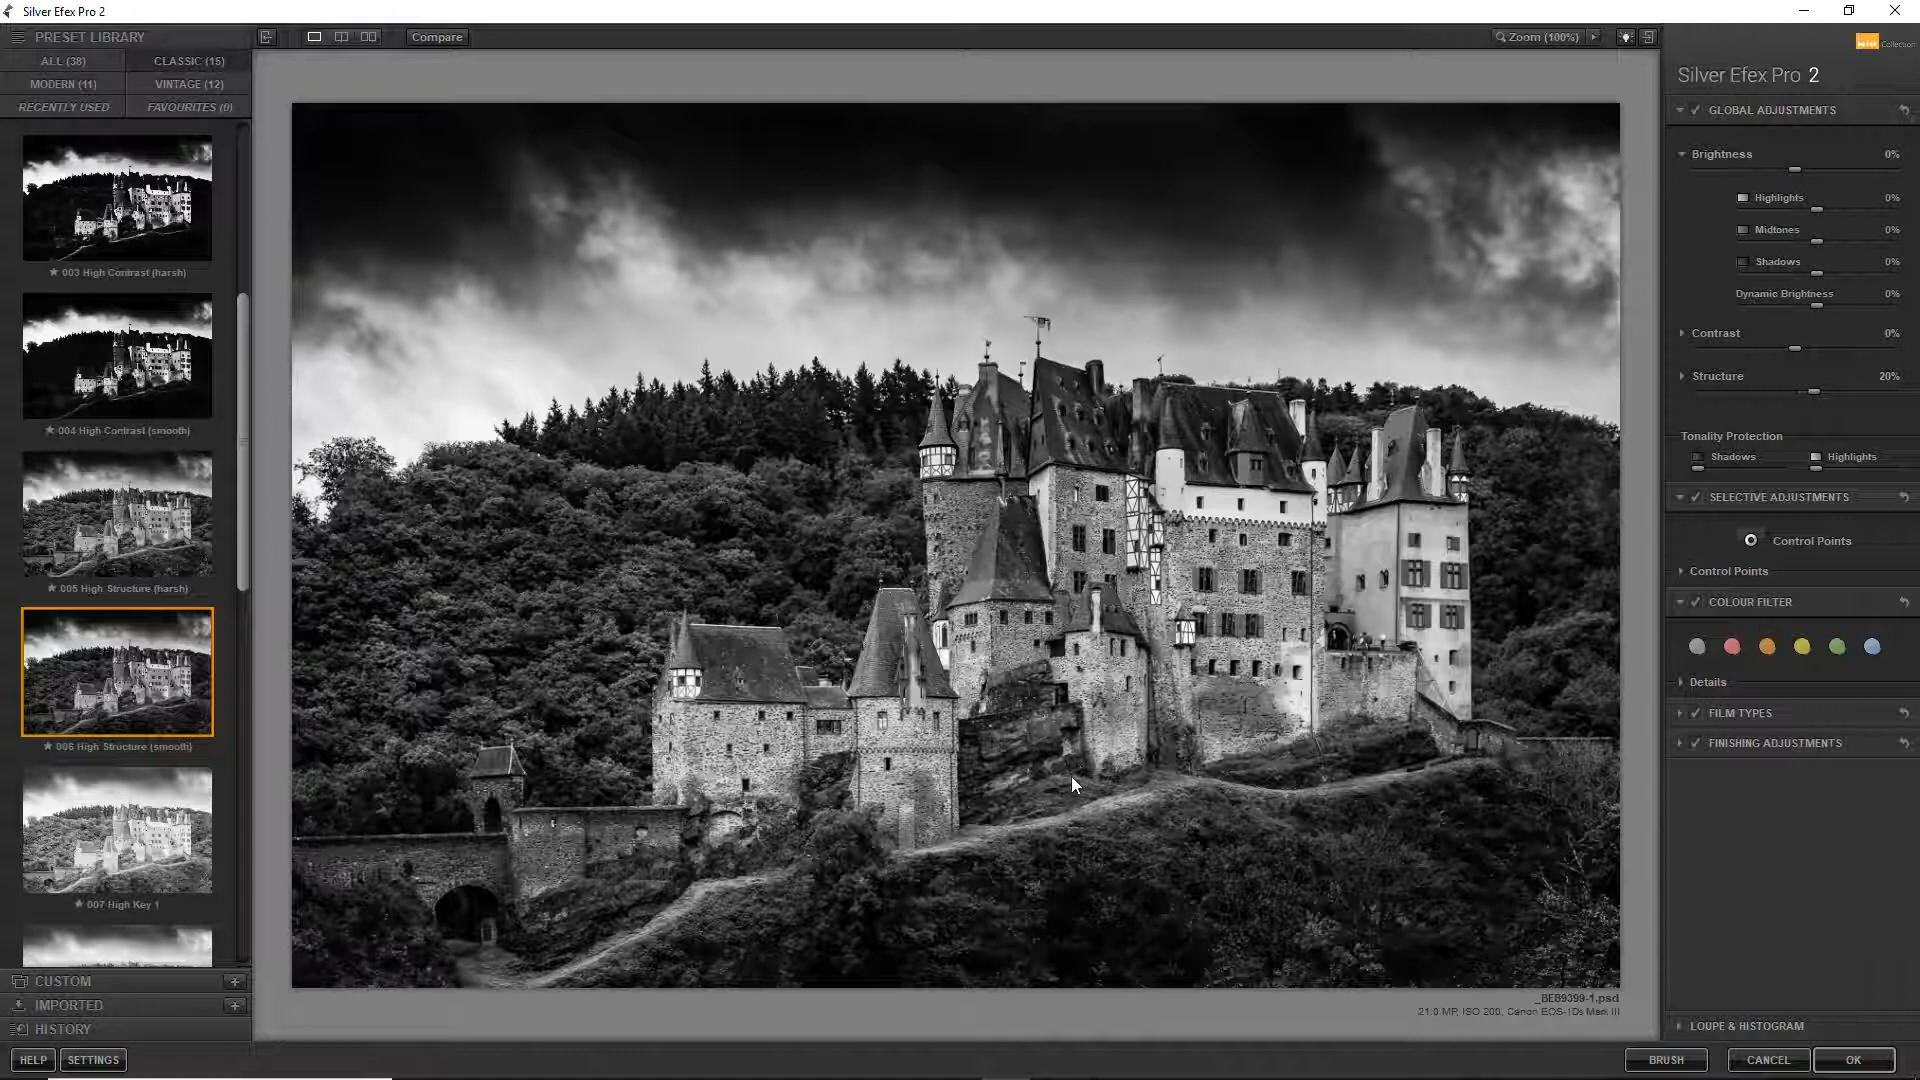 Silver Efex Pro 2
PRESET LIBRARY
ALL (38)
CLASSIC (15)
MODERN (11)
VINTAGE (12)
RECENTLY USED
FAVOURITES (0)
003 High Contrast (harsh)
004 High Contrast (smooth)
005 High Structure (harsh)
006 High Structure (smooth)
007 High Key 1
CUSTOM
IMPORTED
HISTORY
HELP
SETTINGS
Compare
Zoom (100%)
_BEB9399-1.psd
21.0 MP, ISO 200, Canon EOS-1Ds Mark III
Nik Collection
Silver Efex Pro 2
GLOBAL ADJUSTMENTS
Brightness 0%
Highlights 0%
Midtones 0%
Shadows 0%
Dynamic Brightness 0%
Contrast 0%
Structure 20%
Tonality Protection
Shadows Highlights
SELECTIVE ADJUSTMENTS
Control Points
Control Points
COLOUR FILTER
Details
FILM TYPES
FINISHING ADJUSTMENTS
LOUPE & HISTOGRAM
BRUSH
CANCEL
OK